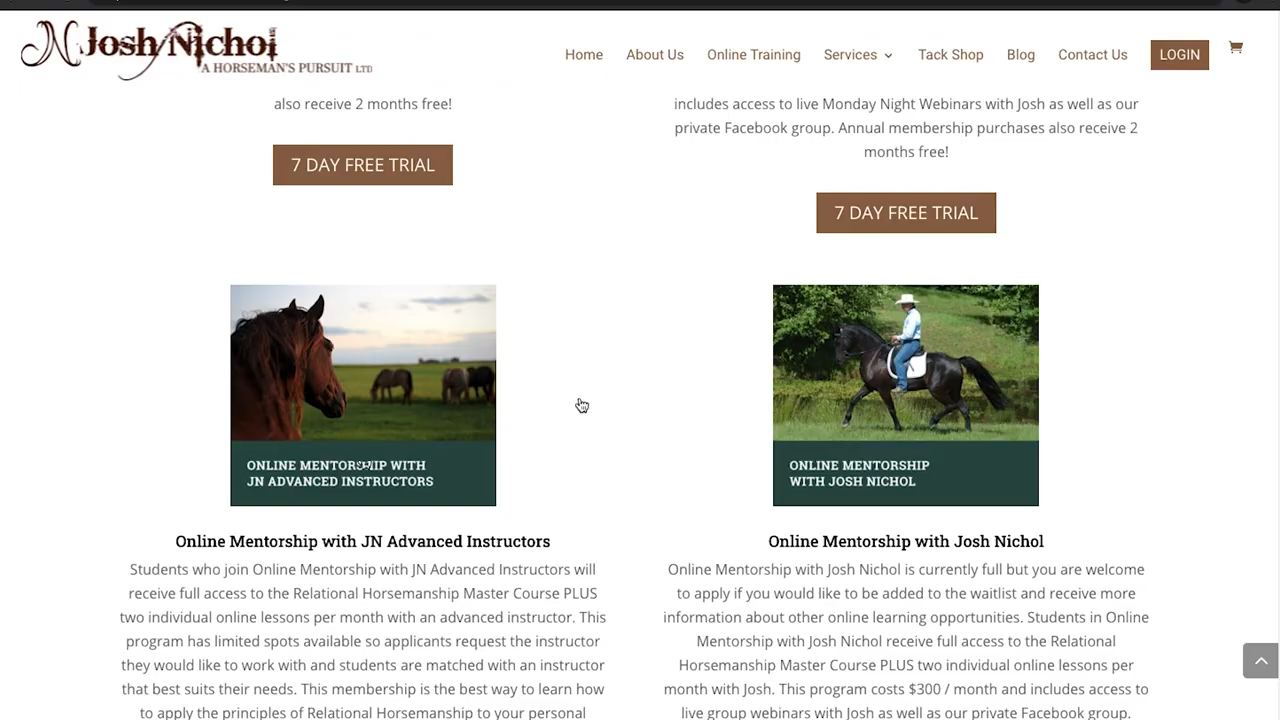 Josh Nichol
A HORSEMAN'S PURSUIT LTD
Home About Us Online Training Services Tack Shop Blog Contact Us LOGIN
also receive 2 months free!
7 DAY FREE TRIAL
includes access to live Monday Night Webinars with Josh as well as our
private Facebook group. Annual membership purchases also receive 2
months free!
7 DAY FREE TRIAL
ONLINE MENTORSHIP WITH
JN ADVANCED INSTRUCTORS
Online Mentorship with JN Advanced Instructors
Students who join Online Mentorship with JN Advanced Instructors will
receive full access to the Relational Horsemanship Master Course PLUS
two individual online lessons per month with an advanced instructor. This
program has limited spots available so applicants request the instructor
they would like to work with and students are matched with an instructor
that best suits their needs. This membership is the best way to learn how
to apply the principles of Relational Horsemanship to your personal
ONLINE MENTORSHIP
WITH JOSH NICHOL
Online Mentorship with Josh Nichol
Online Mentorship with Josh Nichol is currently full but you are welcome
to apply if you would like to be added to the waitlist and receive more
information about other online learning opportunities. Students in Online
Mentorship with Josh Nichol receive full access to the Relational
Horsemanship Master Course PLUS two individual online lessons per
month with Josh. This program costs $300 / month and includes access to
live group webinars with Josh as well as our private Facebook group.